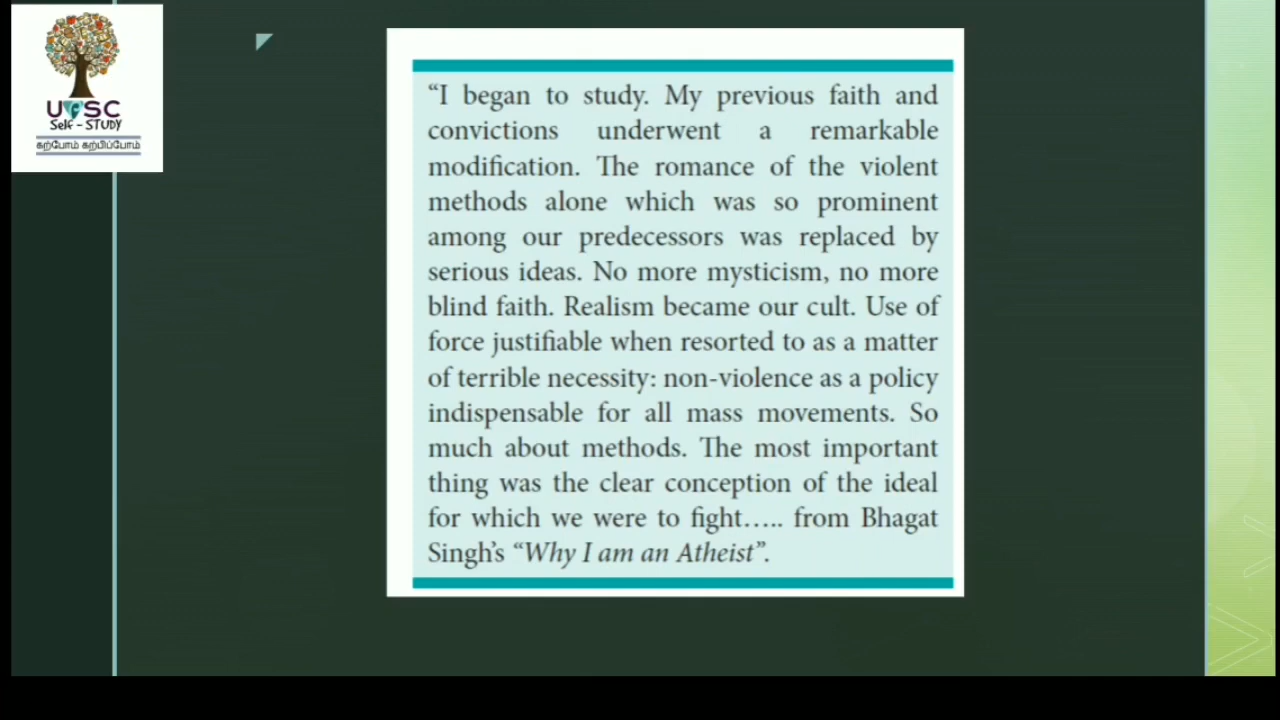 UPSC
Self - STUDY
கற்போம் கற்பிப்போம்
“I began to study. My previous faith and
convictions underwent a remarkable
modification. The romance of the violent
methods alone which was so prominent
among our predecessors was replaced by
serious ideas. No more mysticism, no more
blind faith. Realism became our cult. Use of
force justifiable when resorted to as a matter
of terrible necessity: non-violence as a policy
indispensable for all mass movements. So
much about methods. The most important
thing was the clear conception of the ideal
for which we were to fight….. from Bhagat
Singh’s “Why I am an Atheist”.